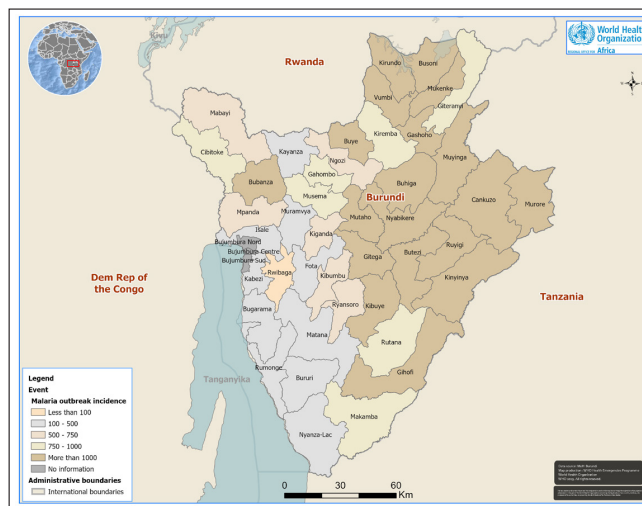 World Health
Organization
REGIONAL OFFICE FOR Africa
Kivu
Rwanda
Kirundo
Busoni
Vumbi
Mukenke
Giteranyi
Mabayi
Kiremba
Gashoho
Buye
Cibitoke
Kayanza
Ngozi
Muyinga
Gahombo
Bubanza
Buhiga
Musema
Burundi
Cankuzo
Murore
Mpanda
Muramvya
Mutaho
Nyabikere
Isale
Kiganda
Bujumbura Nord
Bujumbura Centre
Bujumbura Sud
Gitega
Butezi
Ruyigi
Rwibaga
Fota
Kibumbu
Kinyinya
Dem Rep of
the Congo
Kabezi
Ryansoro
Kibuye
Tanzania
Bugarama
Matana
Rutana
Rumonge
Bururi
Gihofi
Tanganyika
Makamba
Nyanza-Lac
Legend
Event
Malaria outbreak incidence
Less than 100
100 - 500
500 - 750
750 - 1000
More than 1000
No information
Administrative boundaries
International boundaries
0 30 60
Km